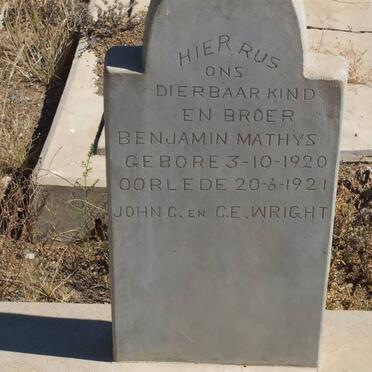 HIER RUS
ONS
DIERBAAR KIND
EN BROER
BENJAMIN MATHYS
GEBORE 3-10-1920
OORLEDE 20-6-1921
JOHN C. EN C.E. WRIGHT